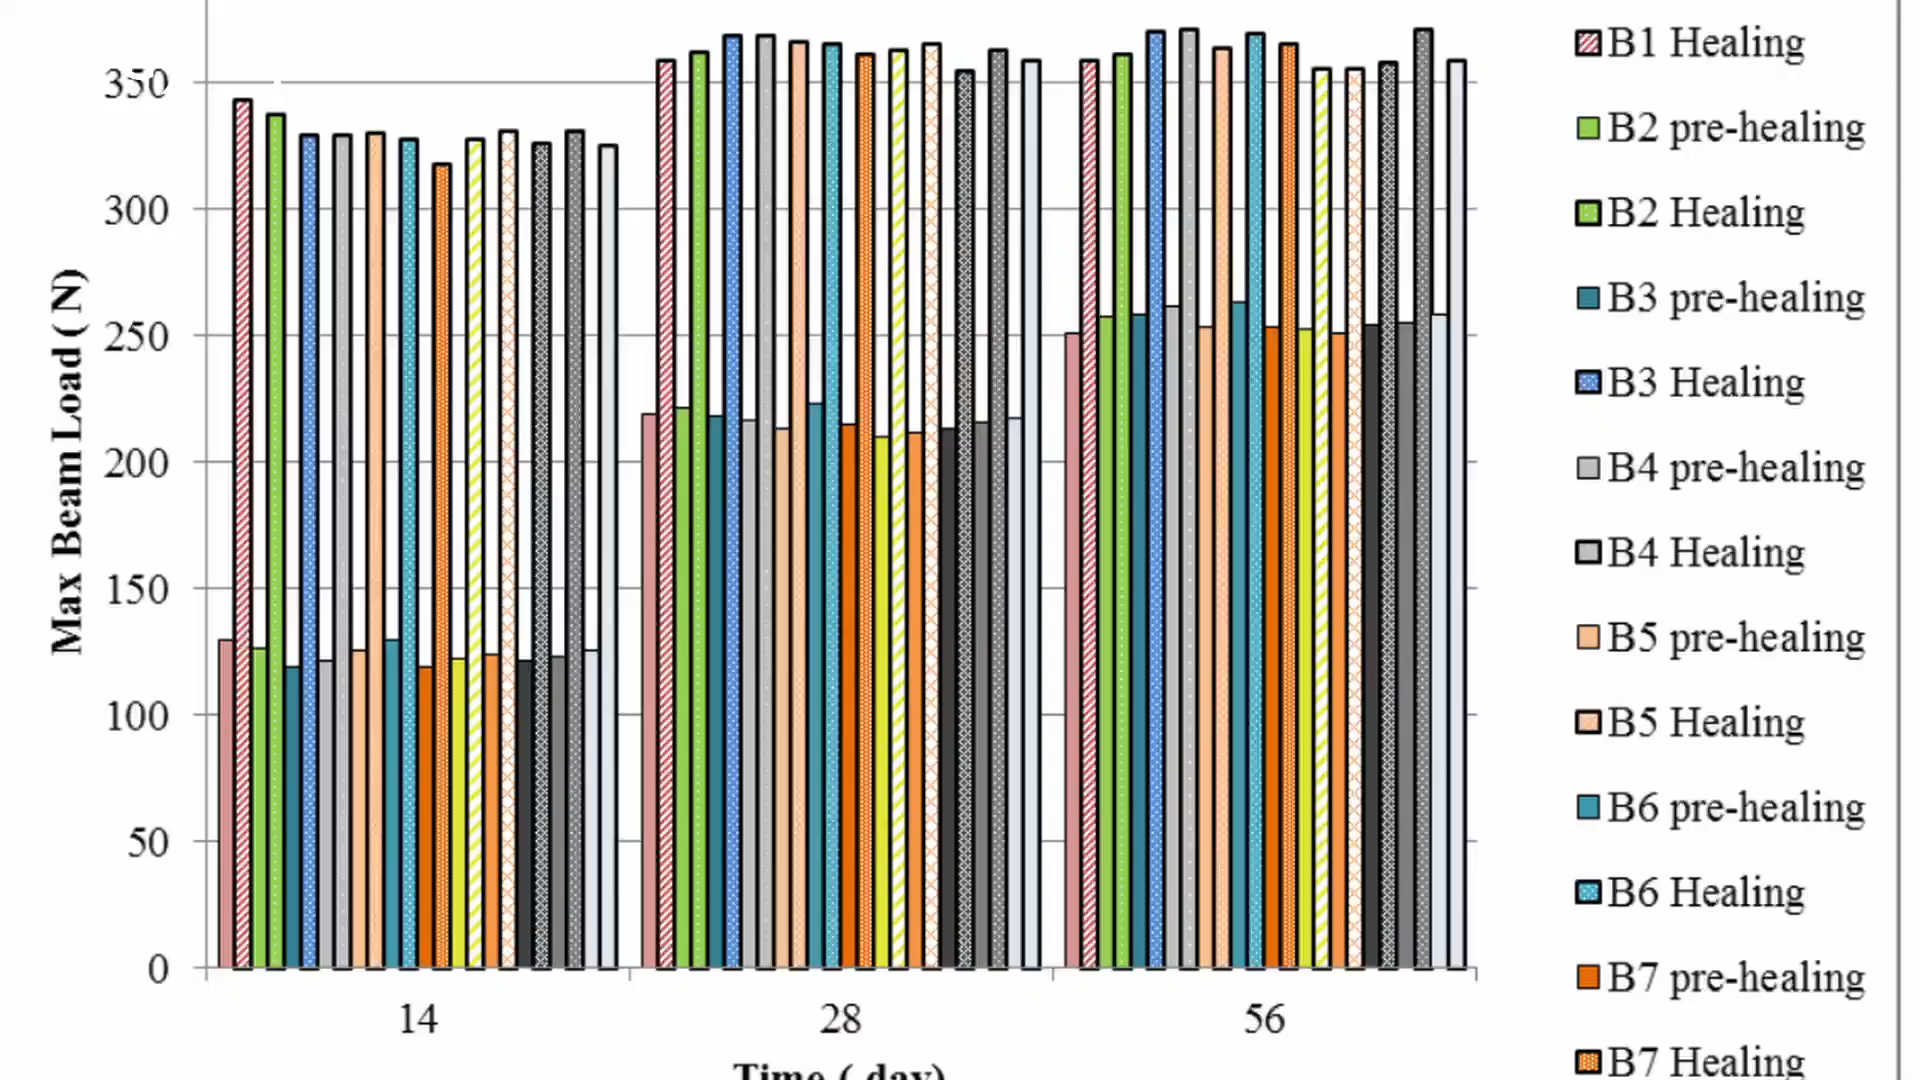 350
300
250
200
150
100
50
0
Max Beam Load ( N)
14
28
56
Time ( day)
B1 Healing
B2 pre-healing
B2 Healing
B3 pre-healing
B3 Healing
B4 pre-healing
B4 Healing
B5 pre-healing
B5 Healing
B6 pre-healing
B6 Healing
B7 pre-healing
B7 Healing